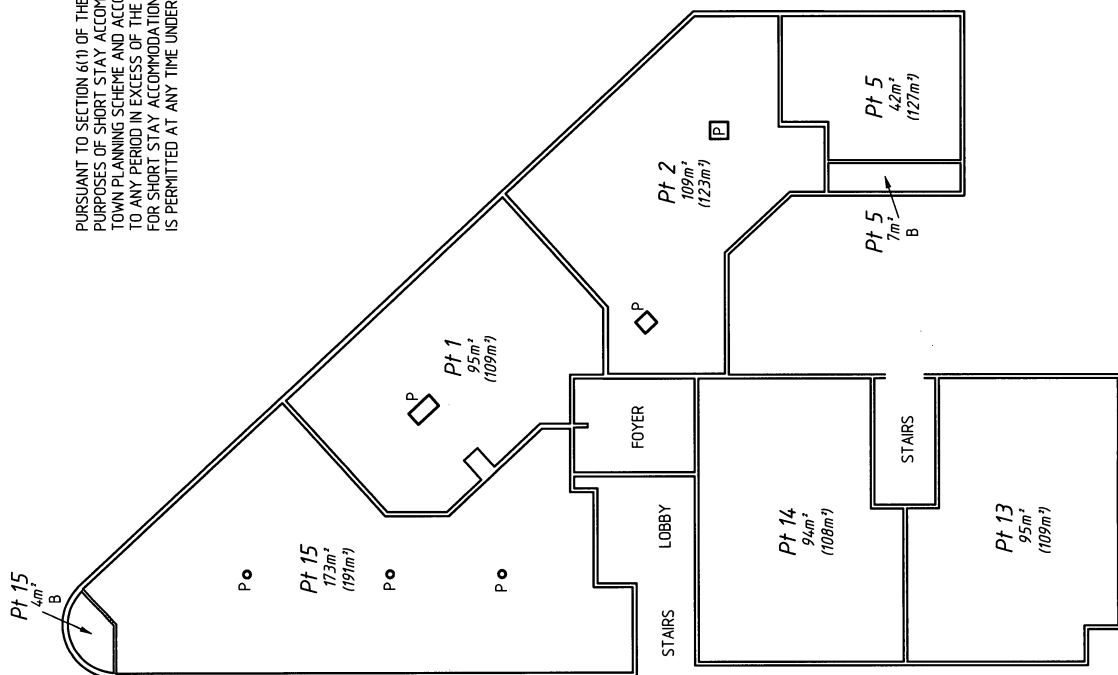 PURSUANT TO SECTION 6(1) OF THE
PURPOSES OF SHORT STAY ACCOM
TOWN PLANNING SCHEME AND ACCO
TO ANY PERIOD IN EXCESS OF THE
FOR SHORT STAY ACCOMMODATION
IS PERMITTED AT ANY TIME UNDER
Pt 15
4m²
B
Pt 15
173m²
(191m²)
P
P
P
Pt 1
95m²
(109m²)
P
Pt 2
109m²
(123m²)
P
P
Pt 5
42m²
(127m²)
Pt 5
7m²
B
FOYER
LOBBY
STAIRS
Pt 14
94m²
(108m²)
STAIRS
Pt 13
95m²
(109m²)